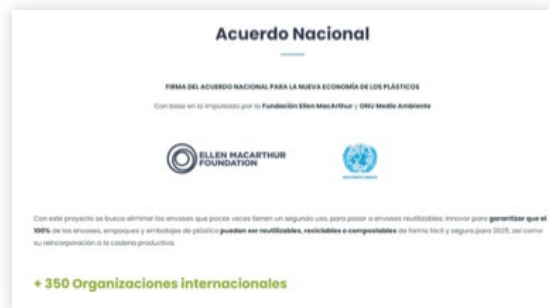 Acuerdo Nacional
FIRMA DEL ACUERDO NACIONAL PARA LA NUEVA ECONOMÍA DE LOS PLÁSTICOS
Con base en lo impulsado por la Fundación Ellen MacArthur y ONU Medio Ambiente
ELLEN MACARTHUR
FOUNDATION
NACIONES UNIDAS
Con este proyecto se busca eliminar los envases que pocas veces tienen un segundo uso, para pasar a envases reutilizables; innovar para garantizar que el
100% de los envases, empaques y embalajes de plástico puedan ser reutilizables, reciclables o compostables de forma fácil y segura para 2025; así como
su reincorporación a la cadena productiva.
+ 350 Organizaciones internacionales